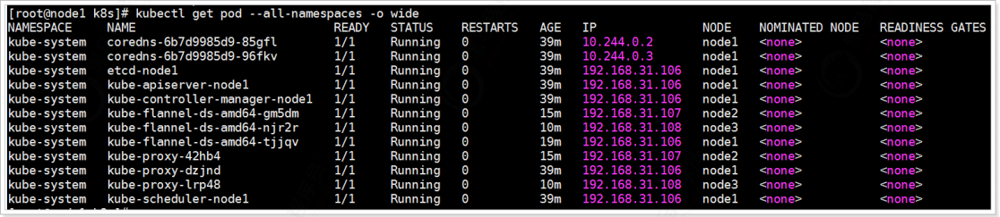 [root@node1 k8s]# kubectl get pod --all-namespaces -o wide
NAMESPACE NAME READY STATUS RESTARTS AGE IP NODE NOMINATED NODE READINESS GATES
kube-system coredns-6b7d9985d9-85gfl 1/1 Running 0 39m 10.244.0.2 node1 <none> <none>
kube-system coredns-6b7d9985d9-96fkv 1/1 Running 0 39m 10.244.0.3 node1 <none> <none>
kube-system etcd-node1 1/1 Running 0 39m 192.168.31.106 node1 <none> <none>
kube-system kube-apiserver-node1 1/1 Running 0 39m 192.168.31.106 node1 <none> <none>
kube-system kube-controller-manager-node1 1/1 Running 0 39m 192.168.31.106 node1 <none> <none>
kube-system kube-flannel-ds-amd64-gm5dm 1/1 Running 0 15m 192.168.31.107 node2 <none> <none>
kube-system kube-flannel-ds-amd64-njr2r 1/1 Running 0 10m 192.168.31.108 node3 <none> <none>
kube-system kube-flannel-ds-amd64-tjjqv 1/1 Running 0 19m 192.168.31.106 node1 <none> <none>
kube-system kube-proxy-42hb4 1/1 Running 0 15m 192.168.31.107 node2 <none> <none>
kube-system kube-proxy-dzjnd 1/1 Running 0 39m 192.168.31.106 node1 <none> <none>
kube-system kube-proxy-lrp48 1/1 Running 0 10m 192.168.31.108 node3 <none> <none>
kube-system kube-scheduler-node1 1/1 Running 0 39m 192.168.31.106 node1 <none> <none>